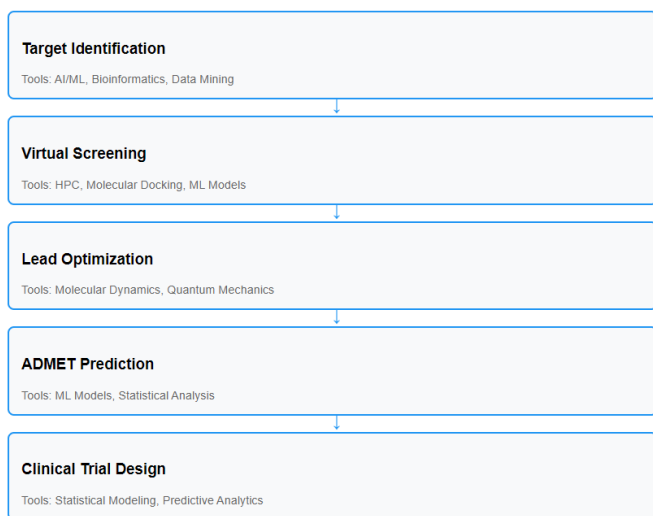 Target Identification
Tools: AI/ML, Bioinformatics, Data Mining
↓
Virtual Screening
Tools: HPC, Molecular Docking, ML Models
↓
Lead Optimization
Tools: Molecular Dynamics, Quantum Mechanics
↓
ADMET Prediction
Tools: ML Models, Statistical Analysis
↓
Clinical Trial Design
Tools: Statistical Modeling, Predictive Analytics